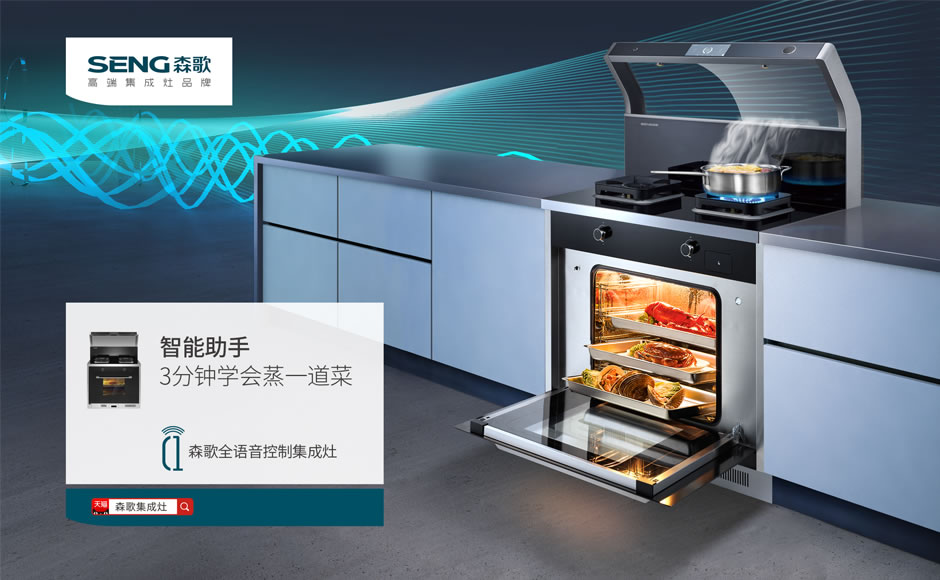 SENG森歌
高端集成灶品牌
智能助手
3分钟学会蒸一道菜
C1 森歌全语音控制集成灶
天猫 森歌集成灶